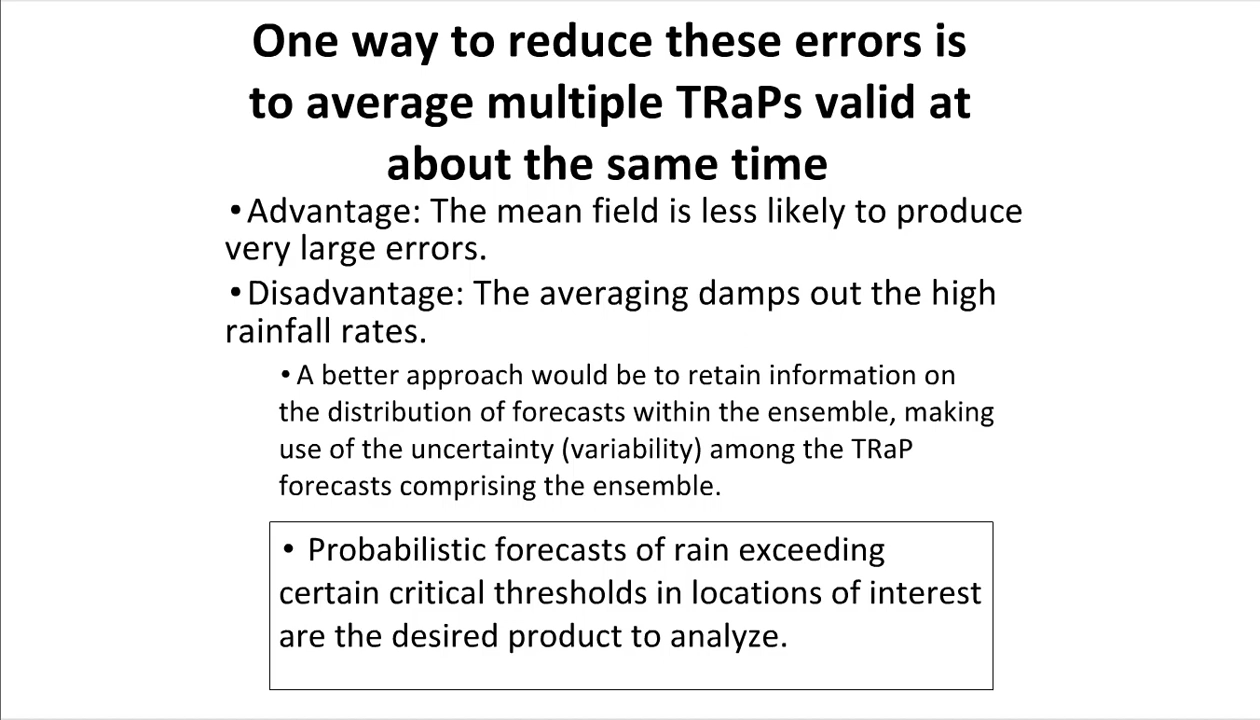 One way to reduce these errors is
to average multiple TRaPs valid at
about the same time
•Advantage: The mean field is less likely to produce
very large errors.
•Disadvantage: The averaging damps out the high
rainfall rates.
• A better approach would be to retain information on
the distribution of forecasts within the ensemble, making
use of the uncertainty (variability) among the TRaP
forecasts comprising the ensemble.
• Probabilistic forecasts of rain exceeding
certain critical thresholds in locations of interest
are the desired product to analyze.